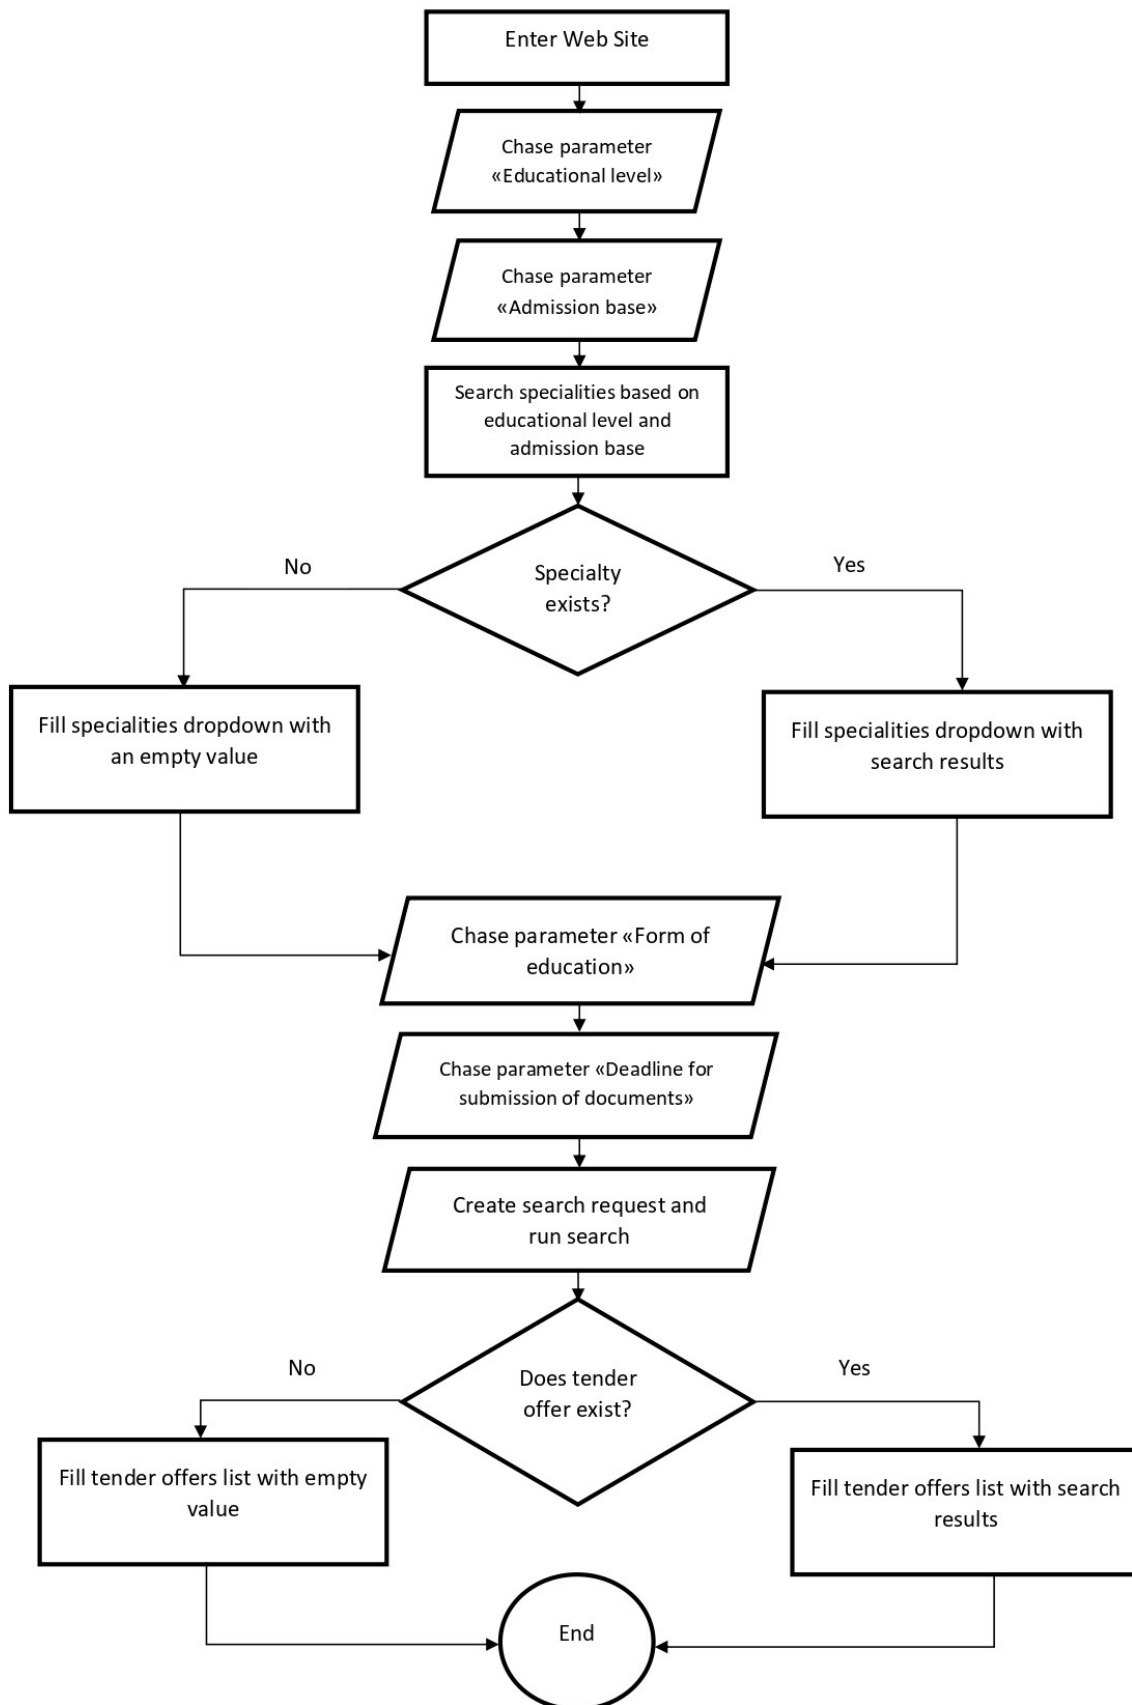 Enter Web Site
Chase parameter
«Educational level»
Chase parameter
«Admission base»
Search specialities based on
educational level and
admission base
Specialty
exists?
No
Yes
Fill specialities dropdown with
an empty value
Fill specialities dropdown with
search results
Chase parameter «Form of
education»
Chase parameter «Deadline for
submission of documents»
Create search request and
run search
Does tender
offer exist?
No
Yes
Fill tender offers list with empty
value
Fill tender offers list with search
results
End